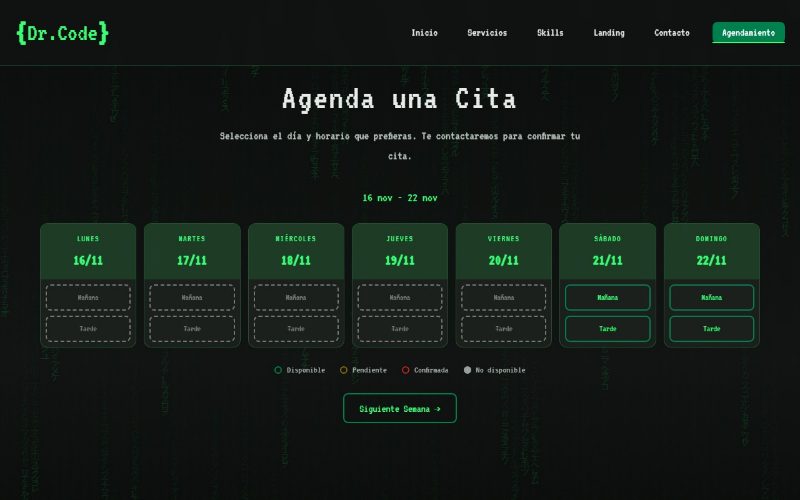 {Dr.Code}
Inicio Servicios Skills Landing Contacto Agendamiento
Agenda una Cita
Selecciona el día y horario que prefieras. Te contactaremos para confirmar tu
cita.
16 nov - 22 nov
LUNES MARTES MIÉRCOLES JUEVES VIERNES SÁBADO DOMINGO
16/11 17/11 18/11 19/11 20/11 21/11 22/11
Mañana Mañana Mañana Mañana Mañana Mañana Mañana
Tarde Tarde Tarde Tarde Tarde Tarde Tarde
Disponible Pendiente Confirmada No disponible
Siguiente Semana →